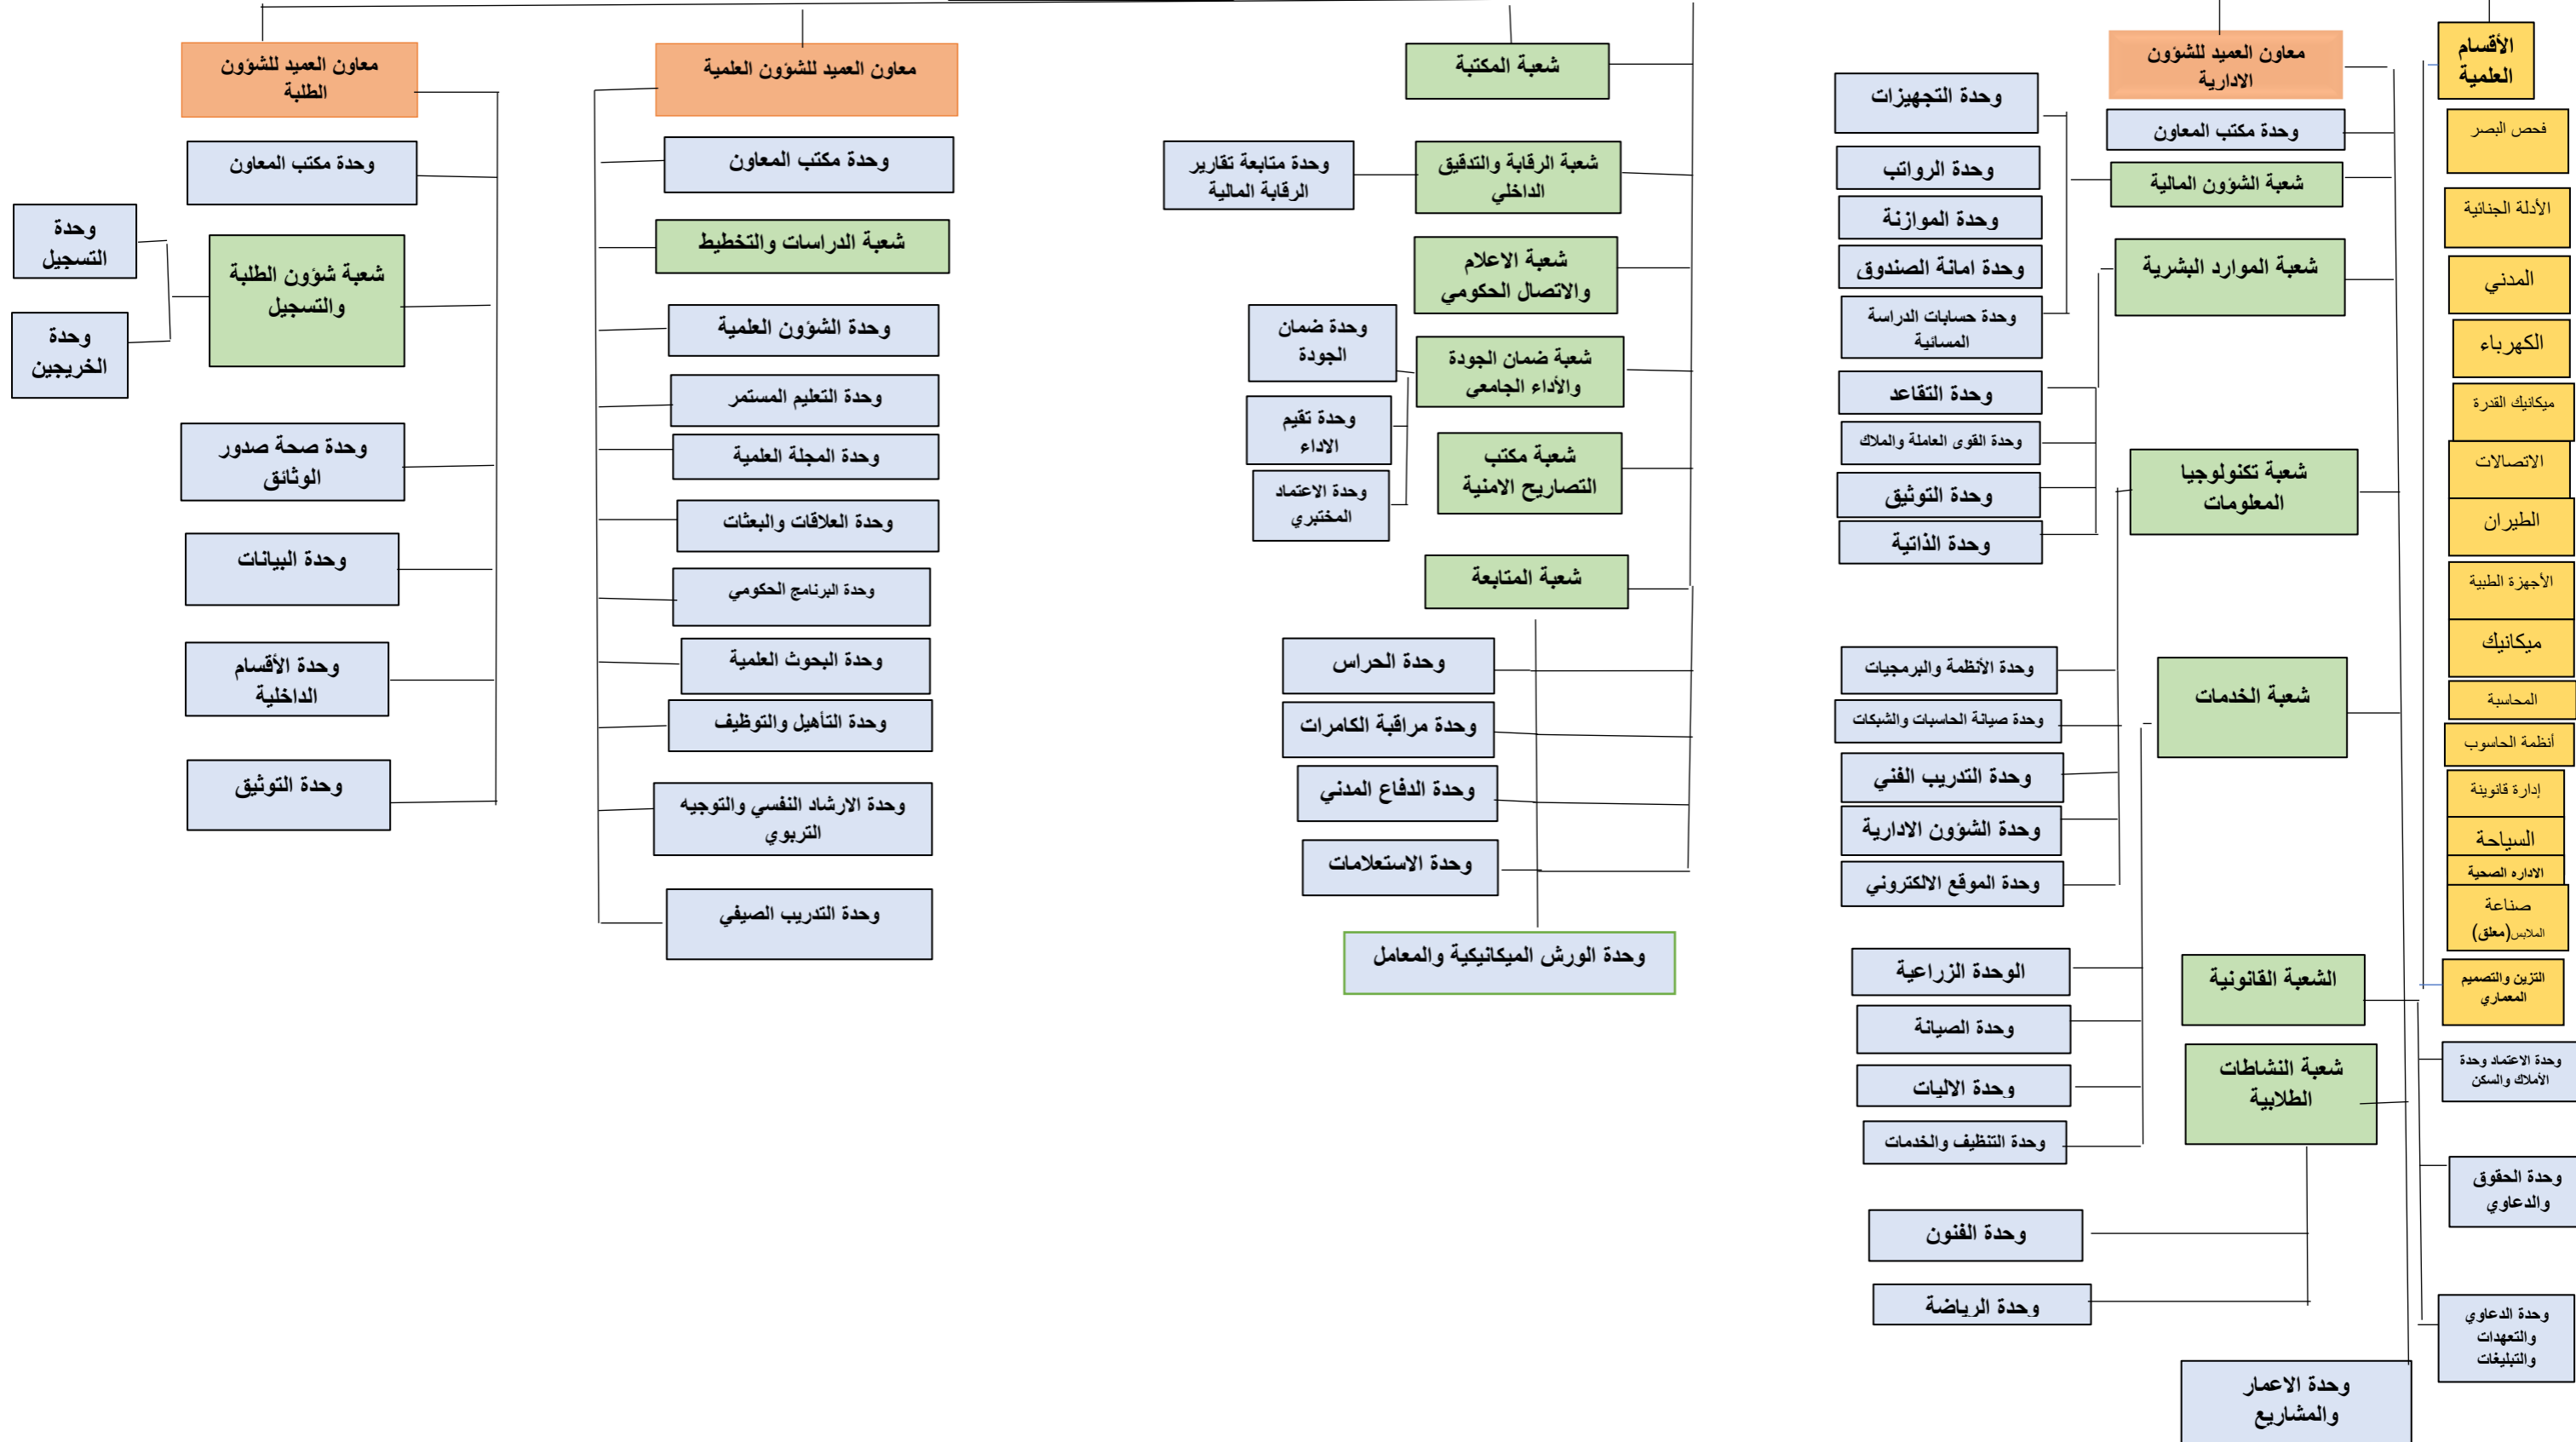 الأقسام
العلمية
فحص البصر
الأدلة الجنائية
المدني
الكهرباء
ميكانيك القدرة
الاتصالات
الطيران
الأجهزة الطبية
ميكانيك
المحاسبة
أنظمة الحاسوب
إدارة قانوينة
السياحة
الاداره الصحية
صناعة
الملابس(معلق)
التزين والتصميم
المعماري
وحدة الاعتماد وحدة
الأملاك والسكن
وحدة الحقوق
والدعاوي
وحدة الدعاوي
والتعهدات
والتبليغات
معاون العميد للشؤون
الادارية
وحدة مكتب المعاون
شعبة الشؤون المالية
شعبة الموارد البشرية
شعبة تكنولوجيا
المعلومات
شعبة الخدمات
الشعبة القانونية
شعبة النشاطات
الطلابية
وحدة الاعمار
والمشاريع
وحدة التجهيزات
وحدة الرواتب
وحدة الموازنة
وحدة امانة الصندوق
وحدة حسابات الدراسة
المسائية
وحدة التقاعد
وحدة القوى العاملة والملاك
وحدة التوثيق
وحدة الذاتية
وحدة الأنظمة والبرمجيات
وحدة صيانة الحاسبات والشبكات
وحدة التدريب الفني
وحدة الشؤون الادارية
وحدة الموقع الالكتروني
الوحدة الزراعية
وحدة الصيانة
وحدة الاليات
وحدة التنظيف والخدمات
وحدة الفنون
وحدة الرياضة
شعبة المكتبة
شعبة الرقابة والتدقيق
الداخلي
وحدة متابعة تقارير
الرقابة المالية
شعبة الاعلام
والاتصال الحكومي
شعبة ضمان الجودة
والأداء الجامعي
وحدة ضمان
الجودة
وحدة تقيم
الاداء
وحدة الاعتماد
المختبري
شعبة مكتب
التصاريح الامنية
شعبة المتابعة
وحدة الحراس
وحدة مراقبة الكامرات
وحدة الدفاع المدني
وحدة الاستعلامات
وحدة الورش الميكانيكية والمعامل
معاون العميد للشؤون العلمية
وحدة مكتب المعاون
شعبة الدراسات والتخطيط
وحدة الشؤون العلمية
وحدة التعليم المستمر
وحدة المجلة العلمية
وحدة العلاقات والبعثات
وحدة البرنامج الحكومي
وحدة البحوث العلمية
وحدة التأهيل والتوظيف
وحدة الارشاد النفسي والتوجيه
التربوي
وحدة التدريب الصيفي
معاون العميد للشؤون
الطلبة
وحدة مكتب المعاون
شعبة شؤون الطلبة
والتسجيل
وحدة
التسجيل
وحدة
الخريجين
وحدة صحة صدور
الوثائق
وحدة البيانات
وحدة الأقسام
الداخلية
وحدة التوثيق